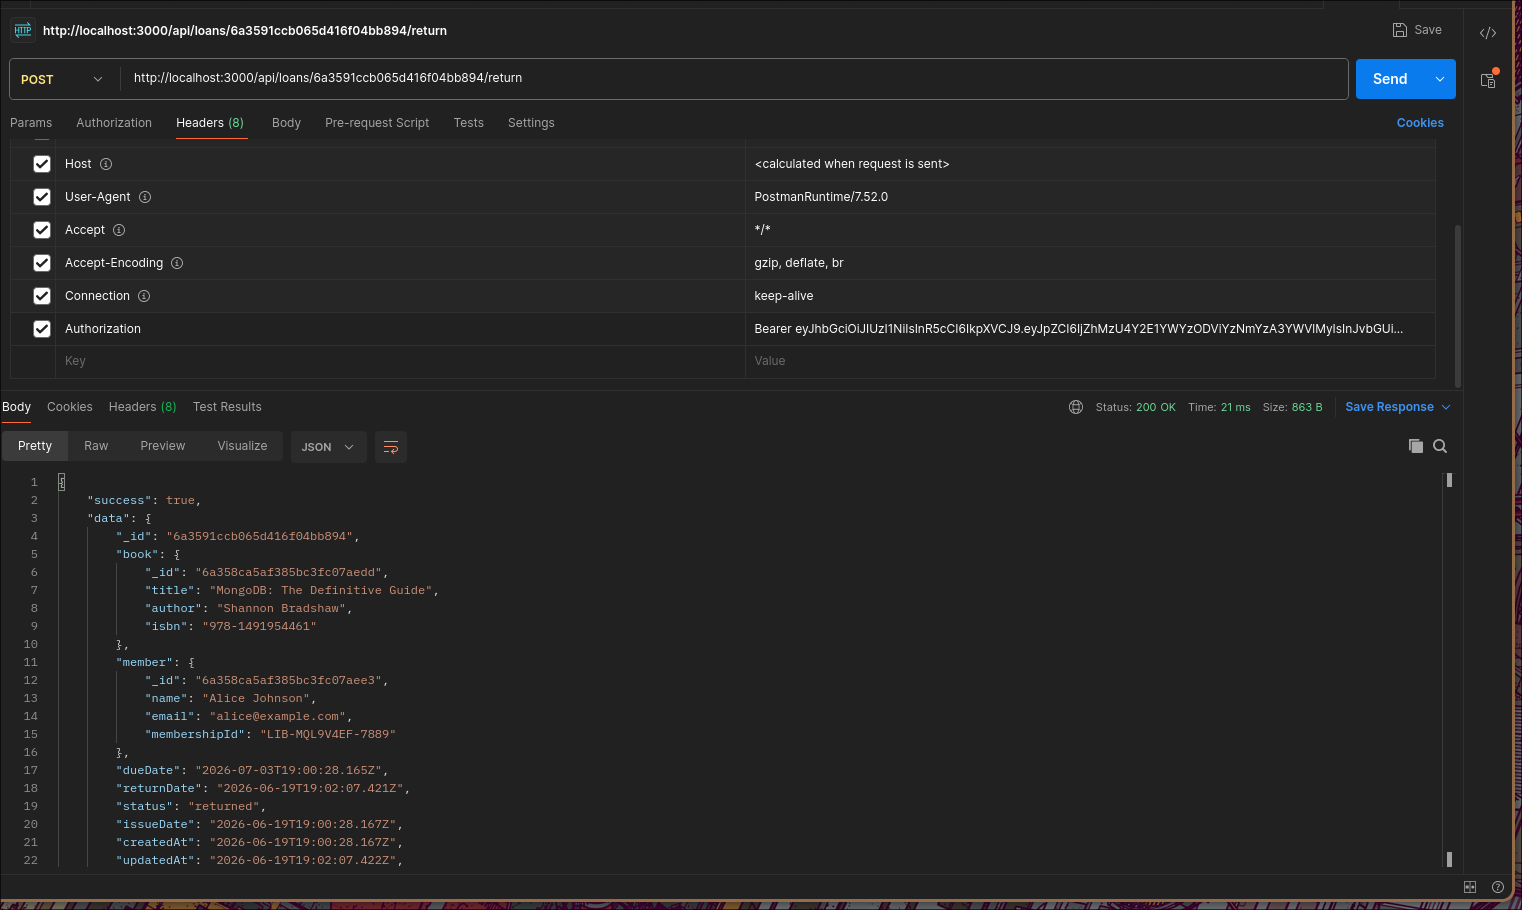 HTTP http://localhost:3000/api/loans/6a3591ccb065d416f04bb894/return Save
POST http://localhost:3000/api/loans/6a3591ccb065d416f04bb894/return Send
Params Authorization Headers (8) Body Pre-request Script Tests Settings Cookies
Host <calculated when request is sent>
User-Agent PostmanRuntime/7.52.0
Accept */*
Accept-Encoding gzip, deflate, br
Connection keep-alive
Authorization Bearer eyJhbGciOiJIUzI1NiIsInR5cCI6IkpXVCJ9.eyJpZCI6IjZhMzU4Y2E1YWYzODViYzNmYzA3YWVlMyIsInJvbGUi...
Key Value
Body Cookies Headers (8) Test Results Status: 200 OK Time: 21 ms Size: 863 B Save Response
Pretty Raw Preview Visualize JSON
1 {
2 "success": true,
3 "data": {
4 "_id": "6a3591ccb065d416f04bb894",
5 "book": {
6 "_id": "6a358ca5af385bc3fc07aedd",
7 "title": "MongoDB: The Definitive Guide",
8 "author": "Shannon Bradshaw",
9 "isbn": "978-1491954461"
10 },
11 "member": {
12 "_id": "6a358ca5af385bc3fc07aee3",
13 "name": "Alice Johnson",
14 "email": "alice@example.com",
15 "membershipId": "LIB-MQL9V4EF-7889"
16 },
17 "dueDate": "2026-07-03T19:00:28.165Z",
18 "returnDate": "2026-06-19T19:02:07.421Z",
19 "status": "returned",
20 "issueDate": "2026-06-19T19:00:28.167Z",
21 "createdAt": "2026-06-19T19:00:28.167Z",
22 "updatedAt": "2026-06-19T19:02:07.422Z",